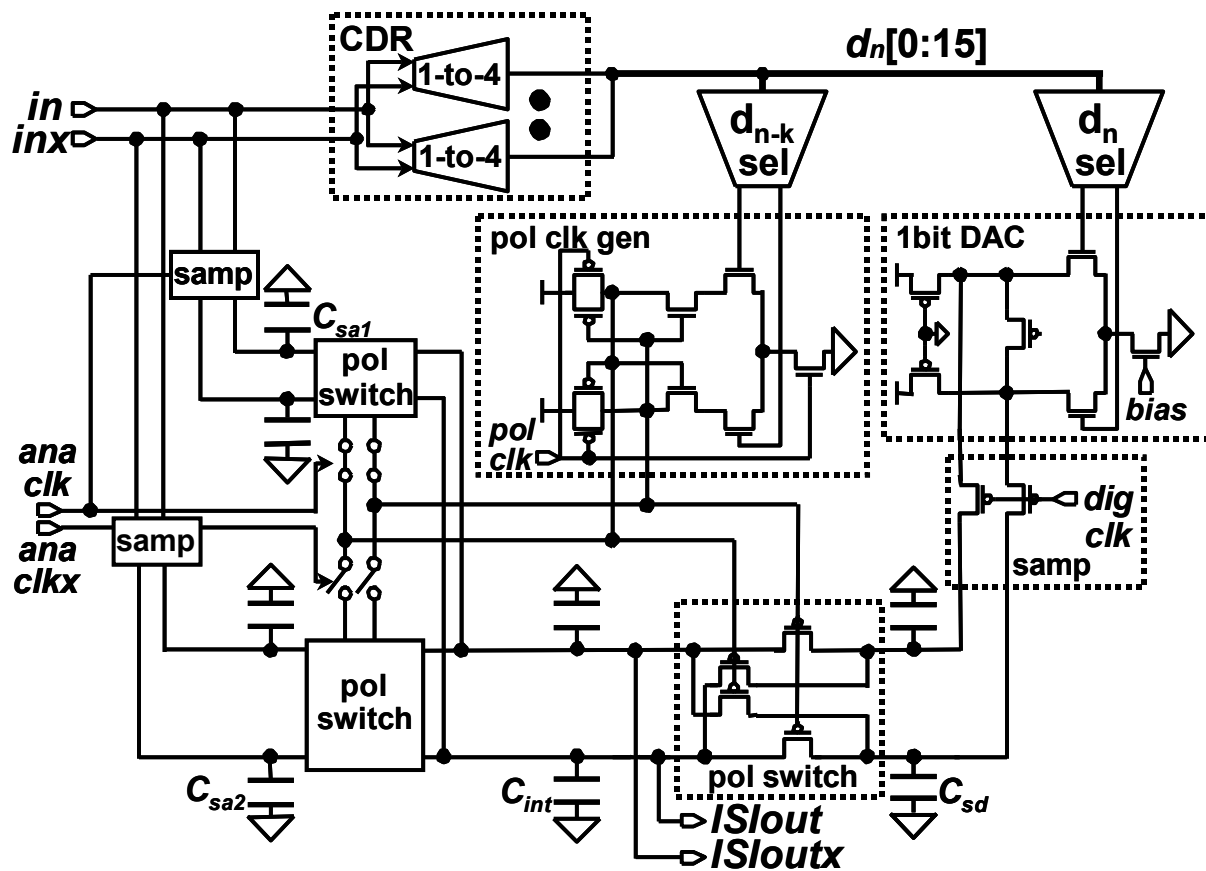 CDR
1-to-4
1-to-4
dn[0:15]
in
inx
dn-k
sel
dn
sel
samp
Csa1
pol
switch
pol clk gen
pol
clk
1bit DAC
bias
ana
clk
ana
clkx
samp
dig
clk
samp
pol
switch
pol switch
Csa2
Cint
Csd
ISIout
ISIoutx